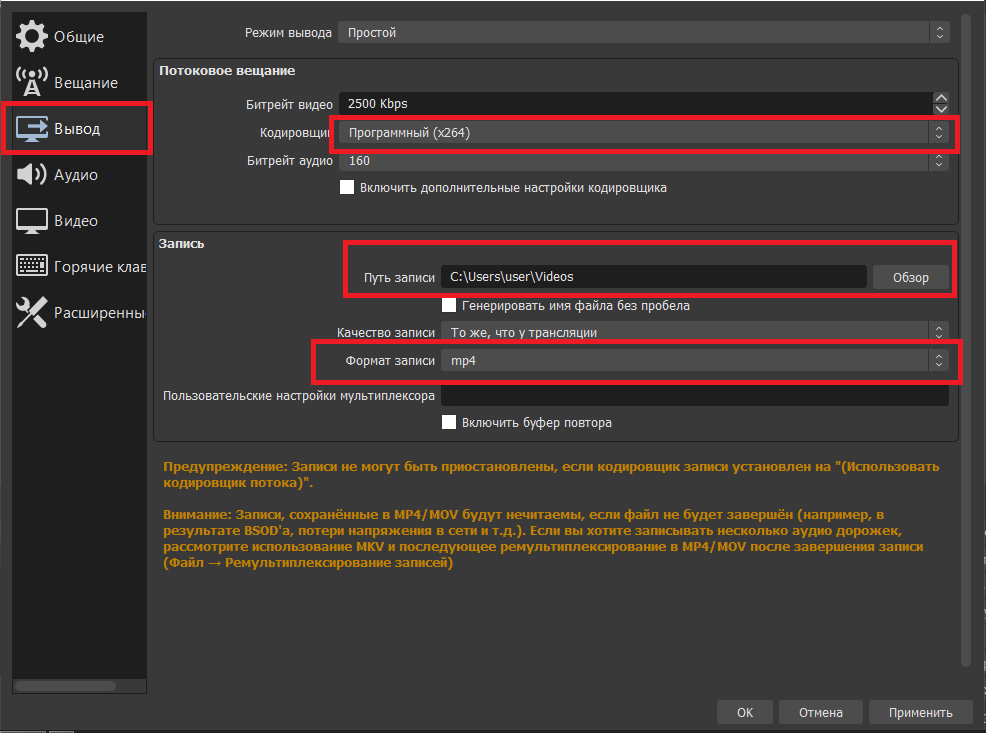 Общие
Вещание
Вывод
Аудио
Видео
Горячие клав
Расширенны
Режим вывода Простой
Потоковое вещание
Битрейт видео 2500 Kbps
Кодировщик Программный (x264)
Битрейт аудио 160
Включить дополнительные настройки кодировщика
Запись
Путь записи C:\Users\user\Videos Обзор
Генерировать имя файла без пробела
Качество записи То же, что у трансляции
Формат записи mp4
Пользовательские настройки мультиплексора
Включить буфер повтора
Предупреждение: Записи не могут быть приостановлены, если кодировщик записи установлен на "(Использовать
кодировщик потока)".
Внимание: Записи, сохранённые в MP4/MOV будут нечитаемы, если файл не будет завершён (например, в
результате BSOD'а, потери напряжения в сети и т.д.). Если вы хотите записывать несколько аудио дорожек,
рассмотрите использование MKV и последующее ремультиплексирование в MP4/MOV после завершения записи
(Файл → Ремультиплексирование записей)
ОК Отмена Применить